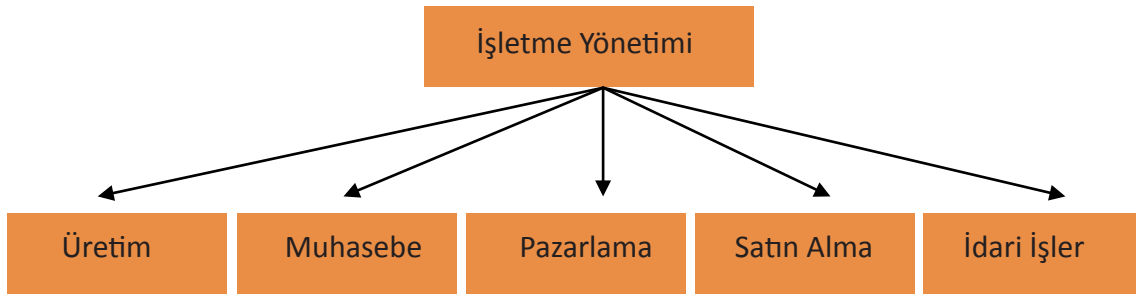 İşletme Yönetimi
Üretim
Muhasebe
Pazarlama
Satın Alma
İdari İşler